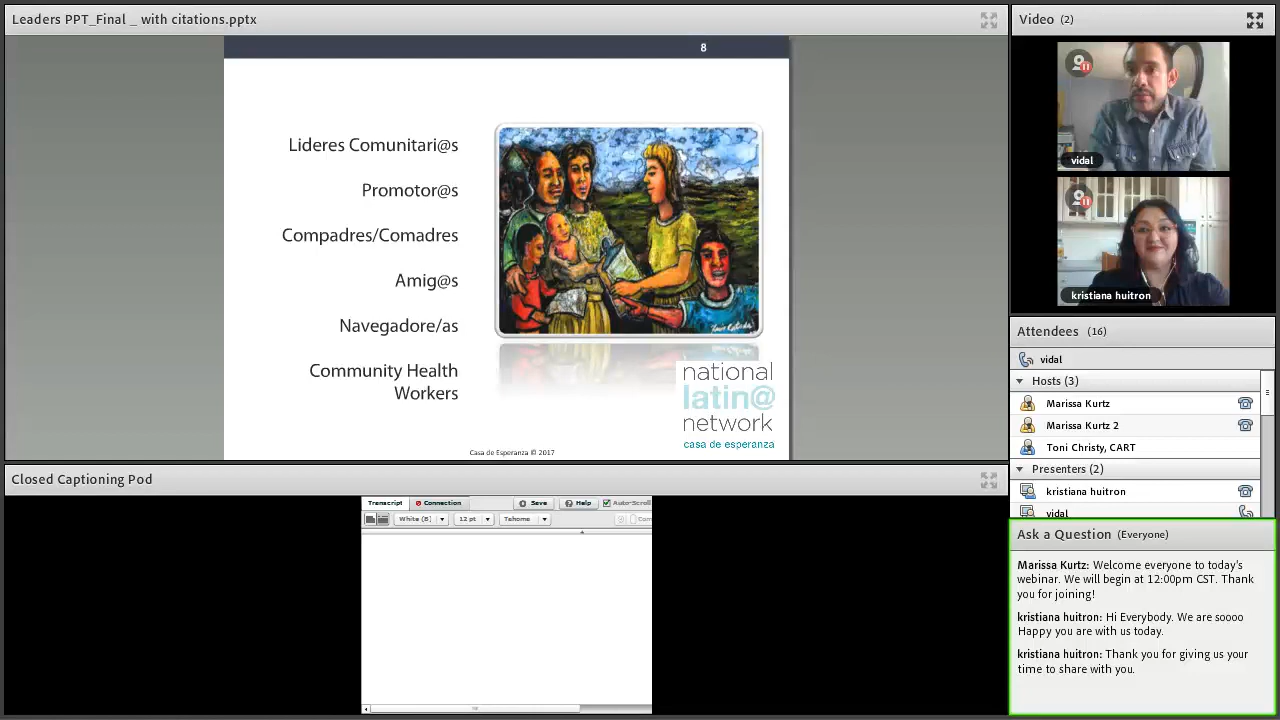 Leaders PPT_Final _ with citations.pptx
8
Lideres Comunitari@s
Promotor@s
Compadres/Comadres
Amig@s
Navegadore/as
Community Health
Workers
national
latin@
network
casa de esperanza
Casa de Esperanza © 2017
Closed Captioning Pod
Transcript
Connection
Save
Help
Auto-Scroll
White (B)
12 pt
Tahoma
Video (2)
vidal
kristiana huitron
Attendees (16)
vidal
Hosts (3)
Marissa Kurtz
Marissa Kurtz 2
Toni Christy, CART
Presenters (2)
kristiana huitron
vidal
Ask a Question (Everyone)
Marissa Kurtz: Welcome everyone to today's
webinar. We will begin at 12:00pm CST. Thank
you for joining!
kristiana huitron: Hi Everybody. We are soooo
Happy you are with us today.
kristiana huitron: Thank you for giving us your
time to share with you.